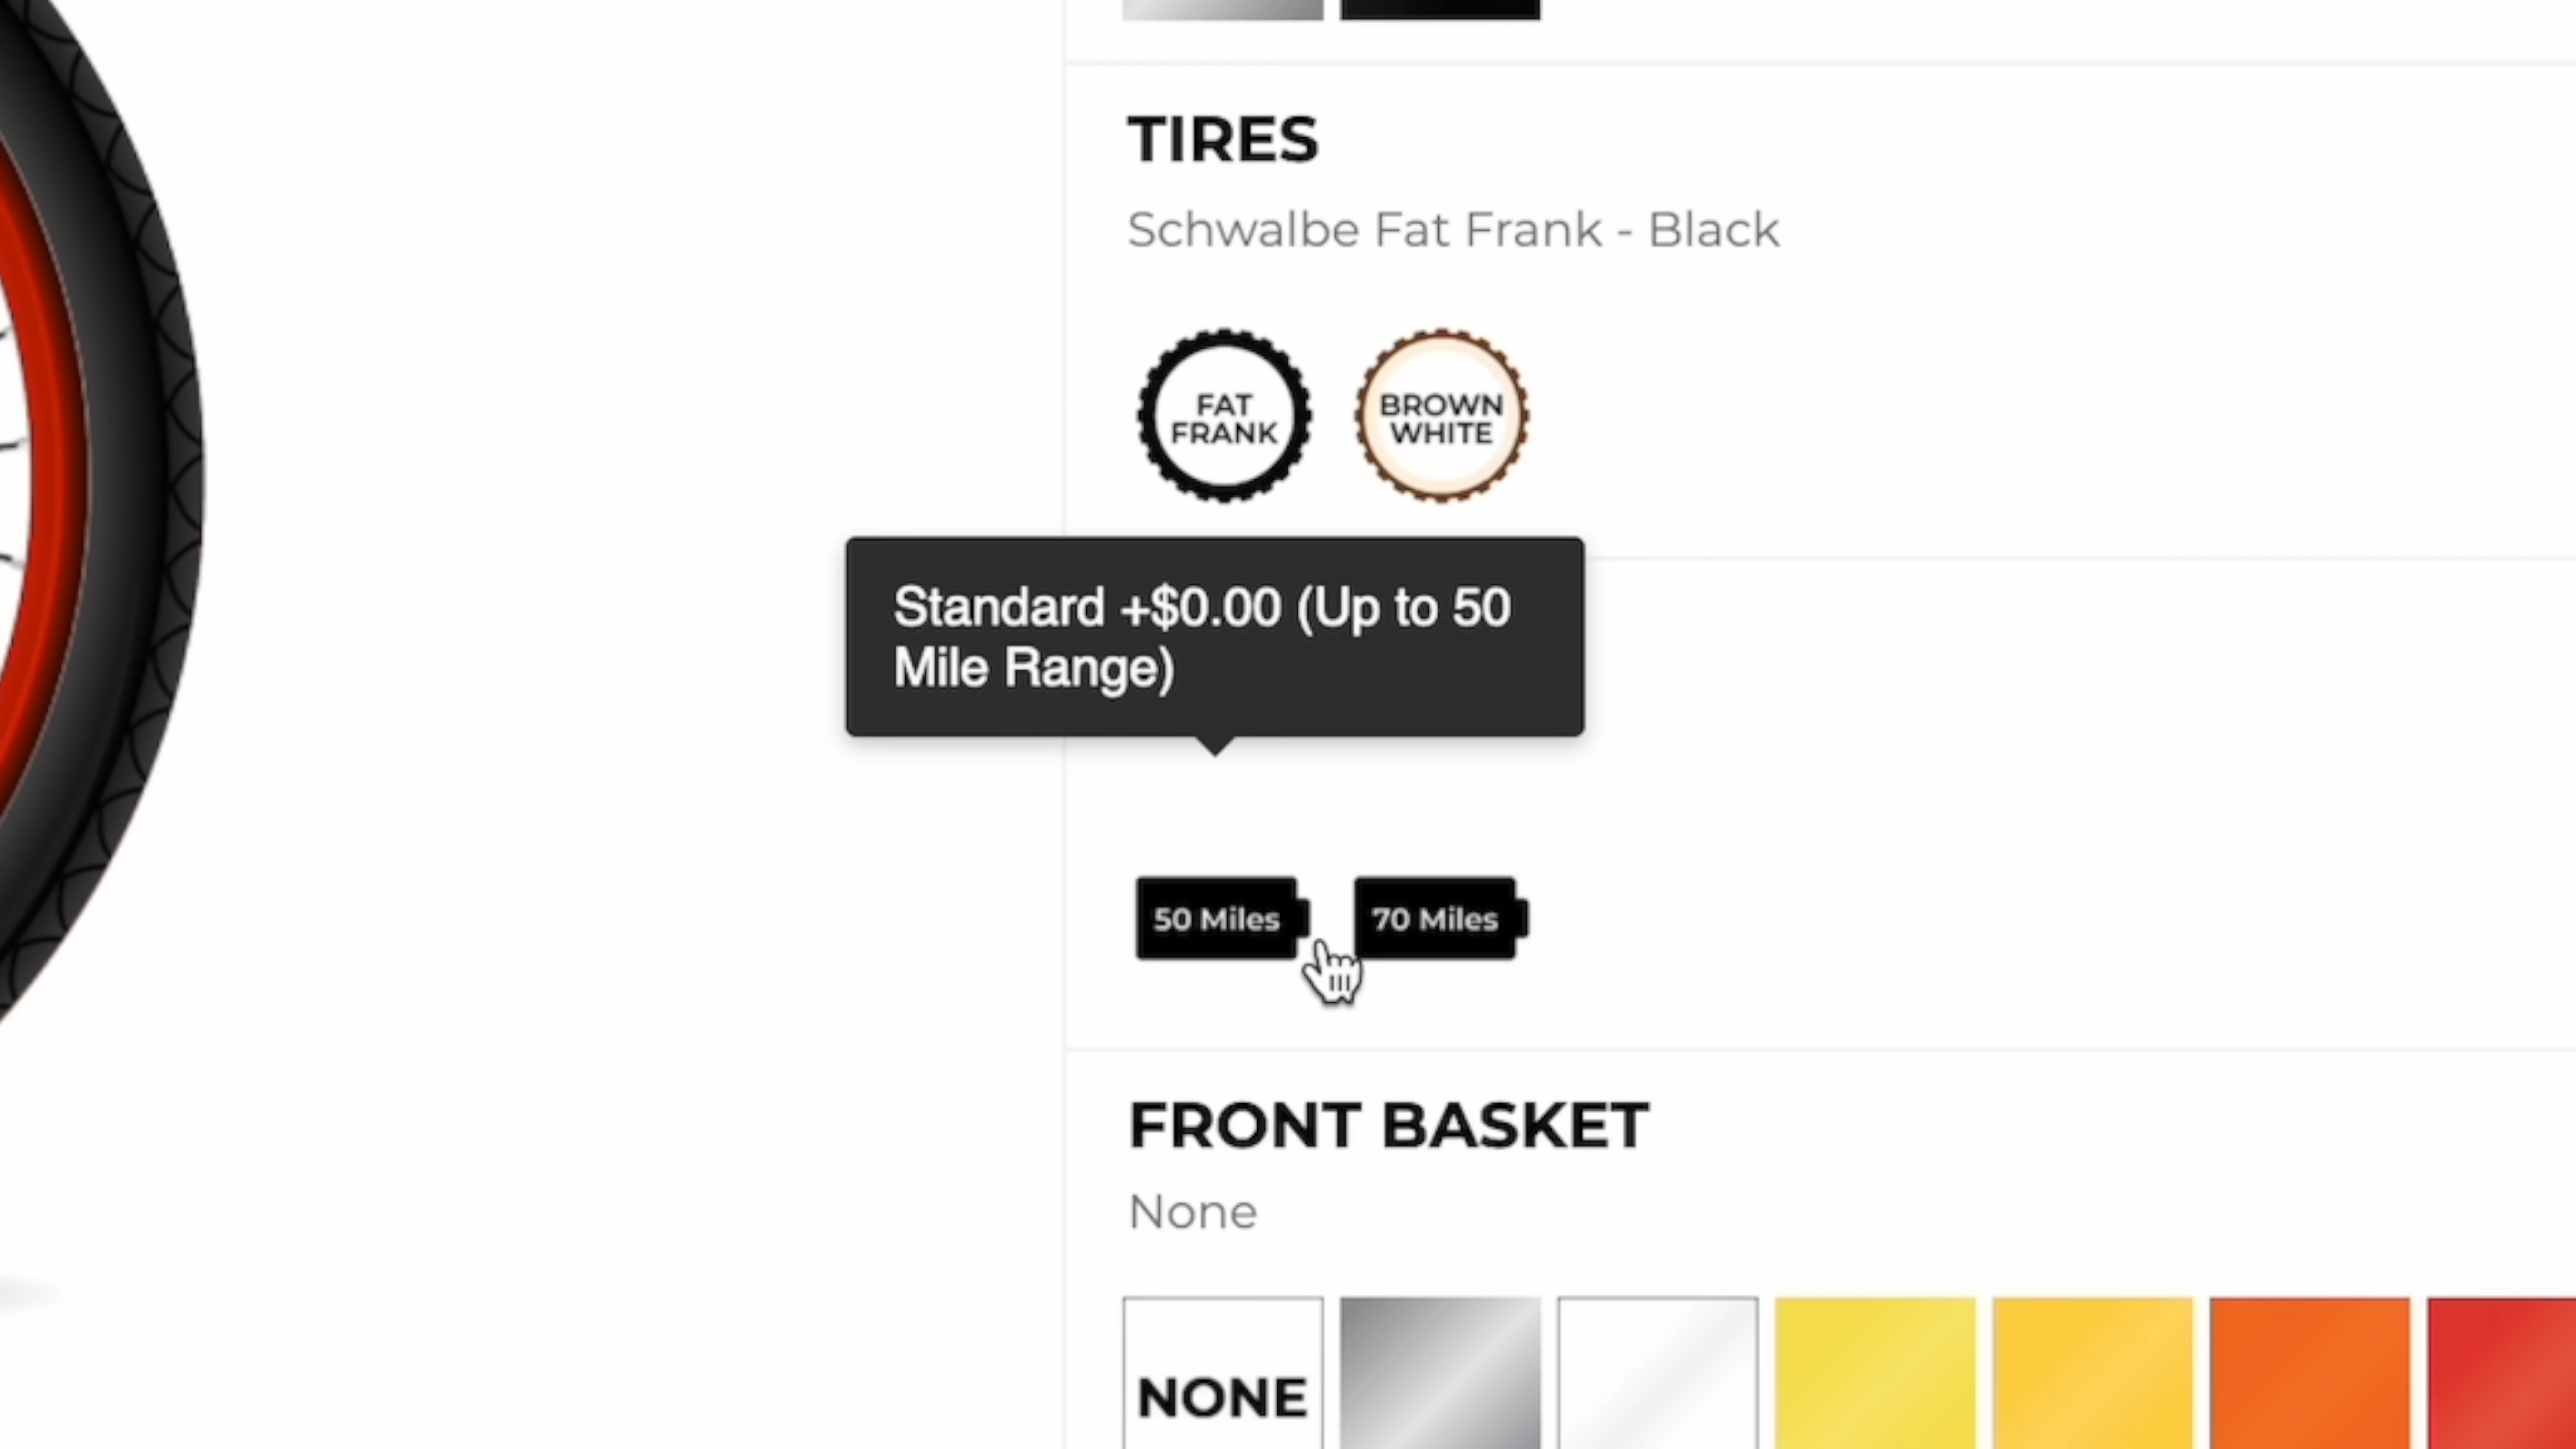 TIRES
Schwalbe Fat Frank - Black
FAT
FRANK
BROWN
WHITE
Standard +$0.00 (Up to 50
Mile Range)
50 Miles
70 Miles
FRONT BASKET
None
NONE